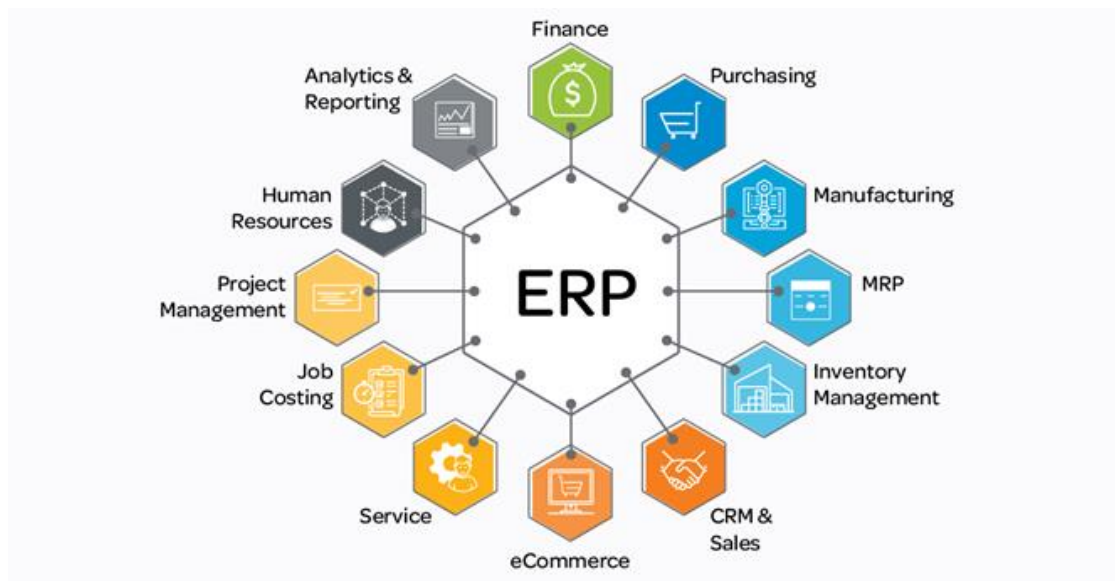 Finance
Purchasing
Manufacturing
MRP
Inventory
Management
CRM &
Sales
eCommerce
Service
Job
Costing
Project
Management
Human
Resources
Analytics &
Reporting
ERP
$